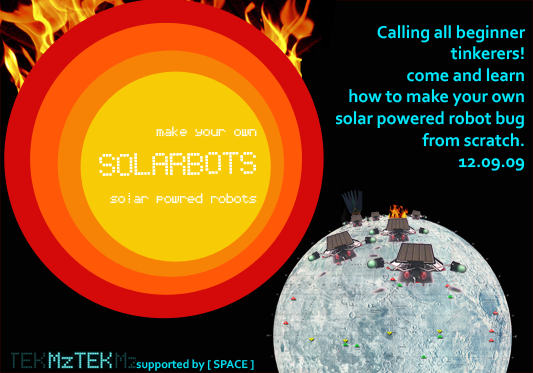 make your own
SOLARBOTS
solar powred robots
Calling all beginner
tinkerers!
come and learn
how to make your own
solar powered robot bug
from scratch.
12.09.09
TEKMzTEKMz
supported by [ SPACE ]